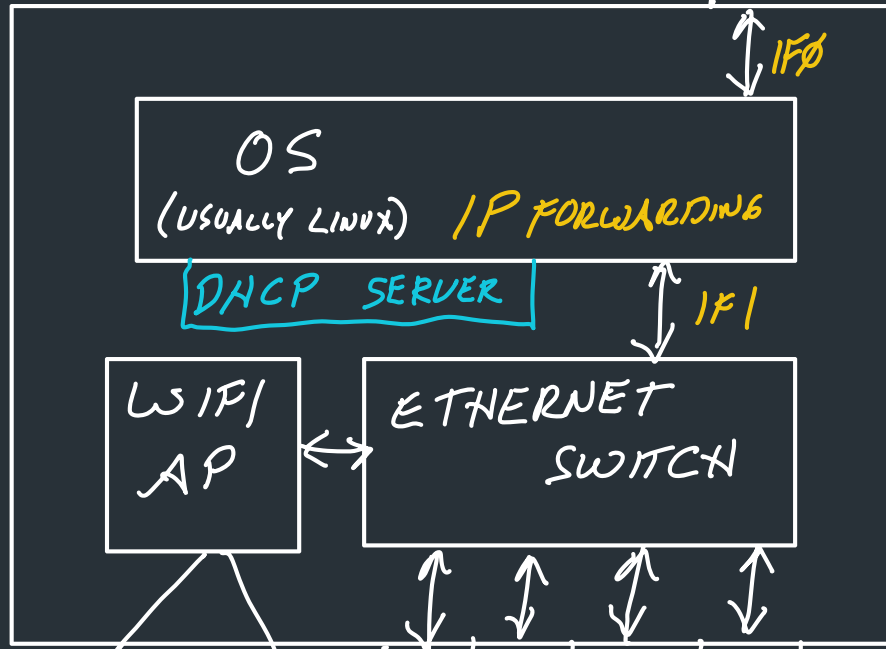 IFØ
OS
(USUALLY LINUX) IP FORWARDING
DHCP SERVER
IF1
WIFI
AP
ETHERNET
SWITCH